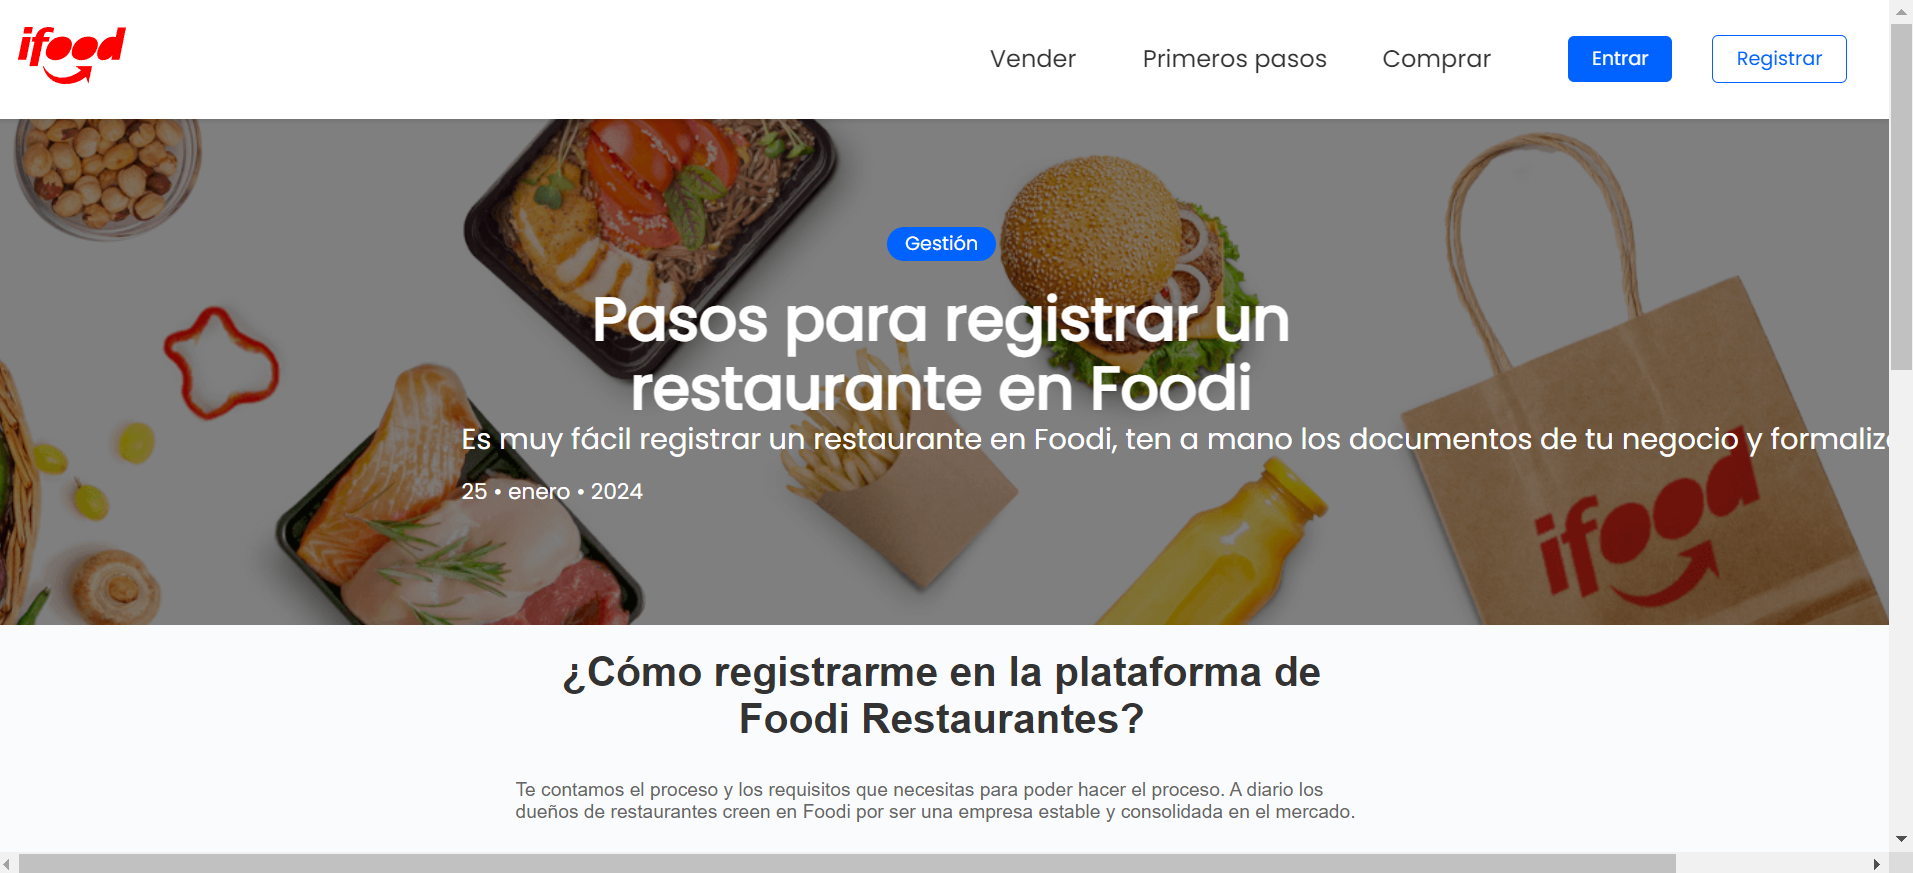 ifood
Vender
Primeros pasos
Comprar
Entrar
Registrar
Gestión
Pasos para registrar un
restaurante en Foodi
Es muy fácil registrar un restaurante en Foodi, ten a mano los documentos de tu negocio y
25 • enero • 2024
ifood
¿Cómo registrarme en la plataforma de
Foodi Restaurantes?
Te contamos el proceso y los requisitos que necesitas para poder hacer el proceso. A diario los
dueños de restaurantes creen en Foodi por ser una empresa estable y consolidada en el mercado.